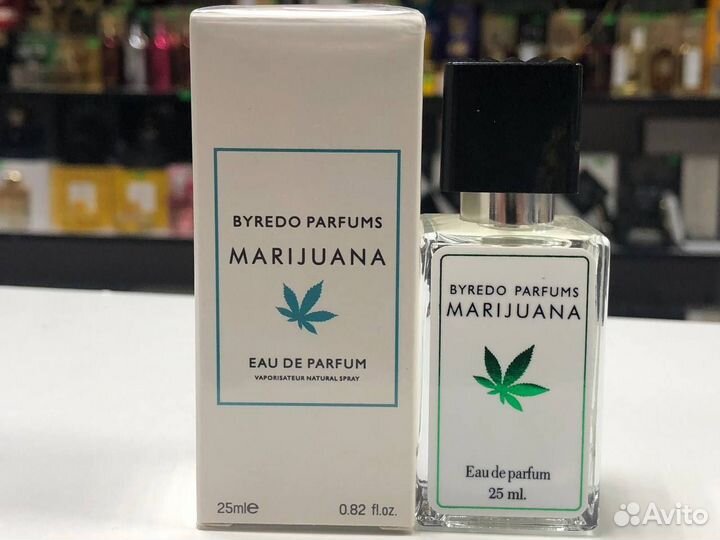 BYREDO PARFUMS
MARIJUANA
EAU DE PARFUM
VAPORISATEUR NATURAL SPRAY
25ml℮
0.82 fl.oz.
BYREDO PARFUMS
MARIJUANA
Eau de parfum
25 ml.
Avito